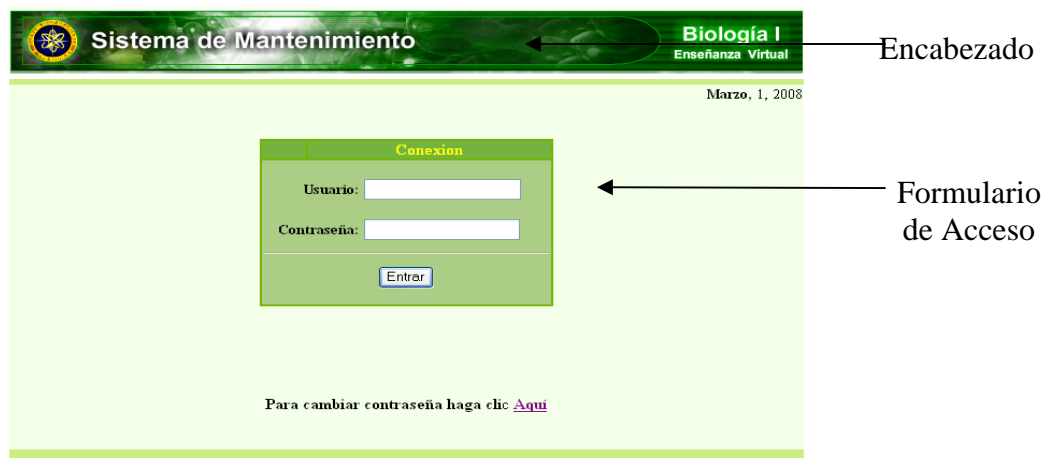 Sistema de Mantenimiento
Biología I
Enseñanza Virtual
Encabezado
Marzo, 1, 2008
Conexion
Usuario:
Formulario
de Acceso
Contraseña:
Entrar
Para cambiar contraseña haga clic Aquí